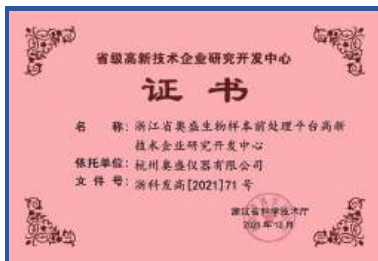 省级高新技术企业研究开发中心
证书
名 称：浙江省奥盛生物样本前处理平台高新
技术企业研究开发中心
依托单位：杭州奥盛仪器有限公司
文件号：浙科发高[2021]71号
浙江省科学技术厅
2021年12月